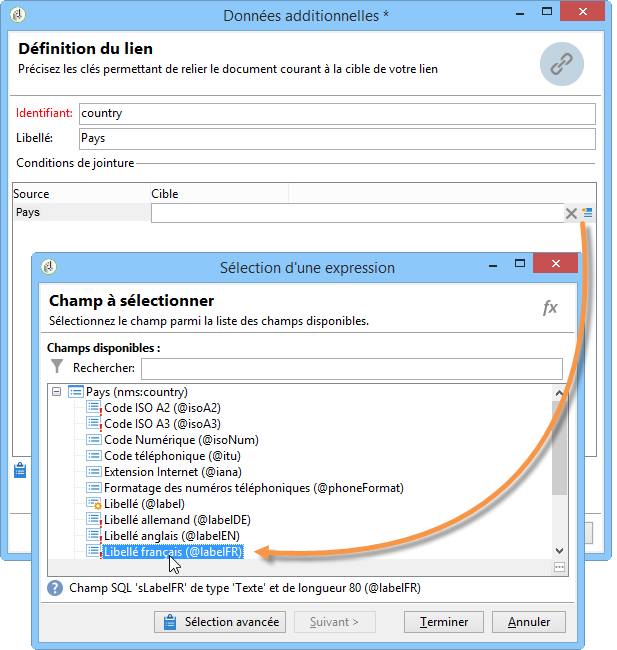 Données additionnelles *
Définition du lien
Précisez les clés permettant de relier le document courant à la cible de votre lien
Identifiant: country
Libellé: Pays
Conditions de jointure
Source Cible
Pays
Sélection d'une expression
Champ à sélectionner
Sélectionnez le champ parmi la liste des champs disponibles.
fx
Champs disponibles :
Rechercher:
Pays (nms:country)
Code ISO A2 (@isoA2)
Code ISO A3 (@isoA3)
Code Numérique (@isoNum)
Code téléphonique (@itu)
Extension Internet (@iana)
Formatage des numéros téléphoniques (@phoneFormat)
Libellé (@label)
Libellé allemand (@labelDE)
Libellé anglais (@labelEN)
Libellé français (@labelFR)
Champ SQL 'sLabelFR' de type 'Texte' et de longueur 80 (@labelFR)
Sélection avancée
Suivant >
Terminer
Annuler